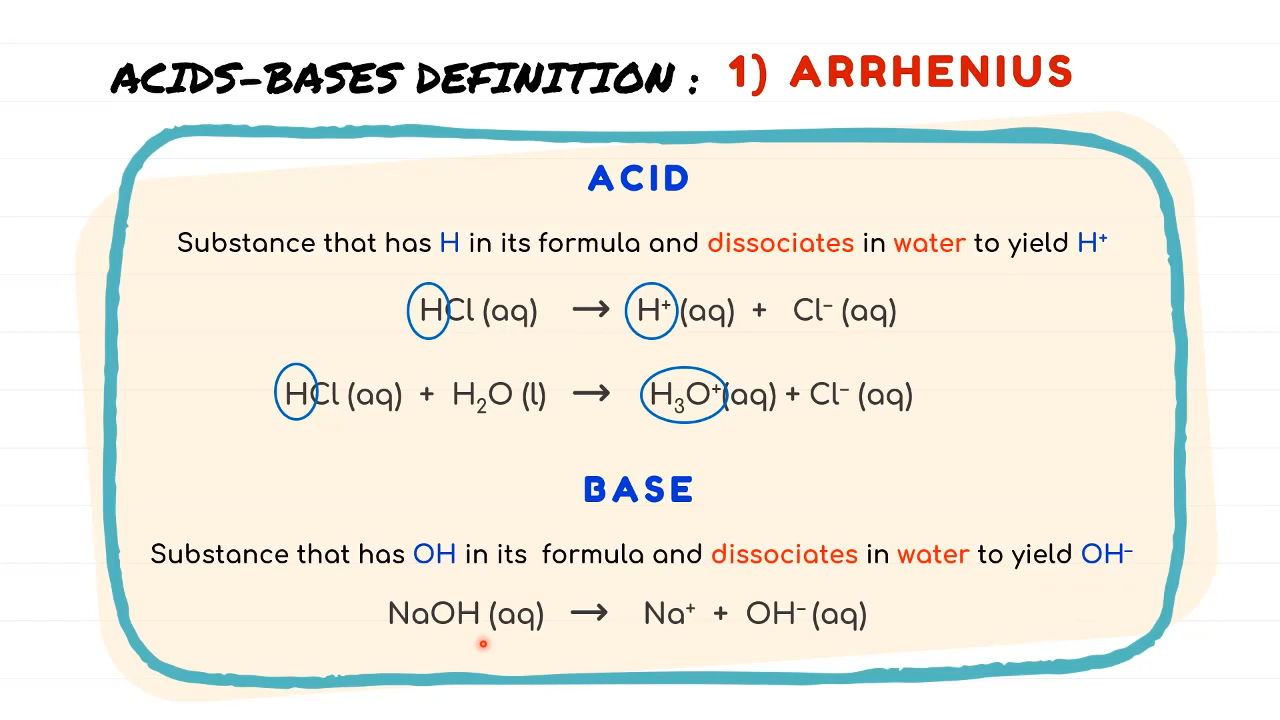 ACIDS-BASES DEFINITION : 1) ARRHENIUS
ACID
Substance that has H in its formula and dissociates in water to yield H⁺
HCl (aq) → H⁺ (aq) + Cl⁻ (aq)
HCl (aq) + H₂O (l) → H₃O⁺(aq) + Cl⁻ (aq)
BASE
Substance that has OH in its formula and dissociates in water to yield OH⁻
NaOH (aq) → Na⁺ + OH⁻ (aq)